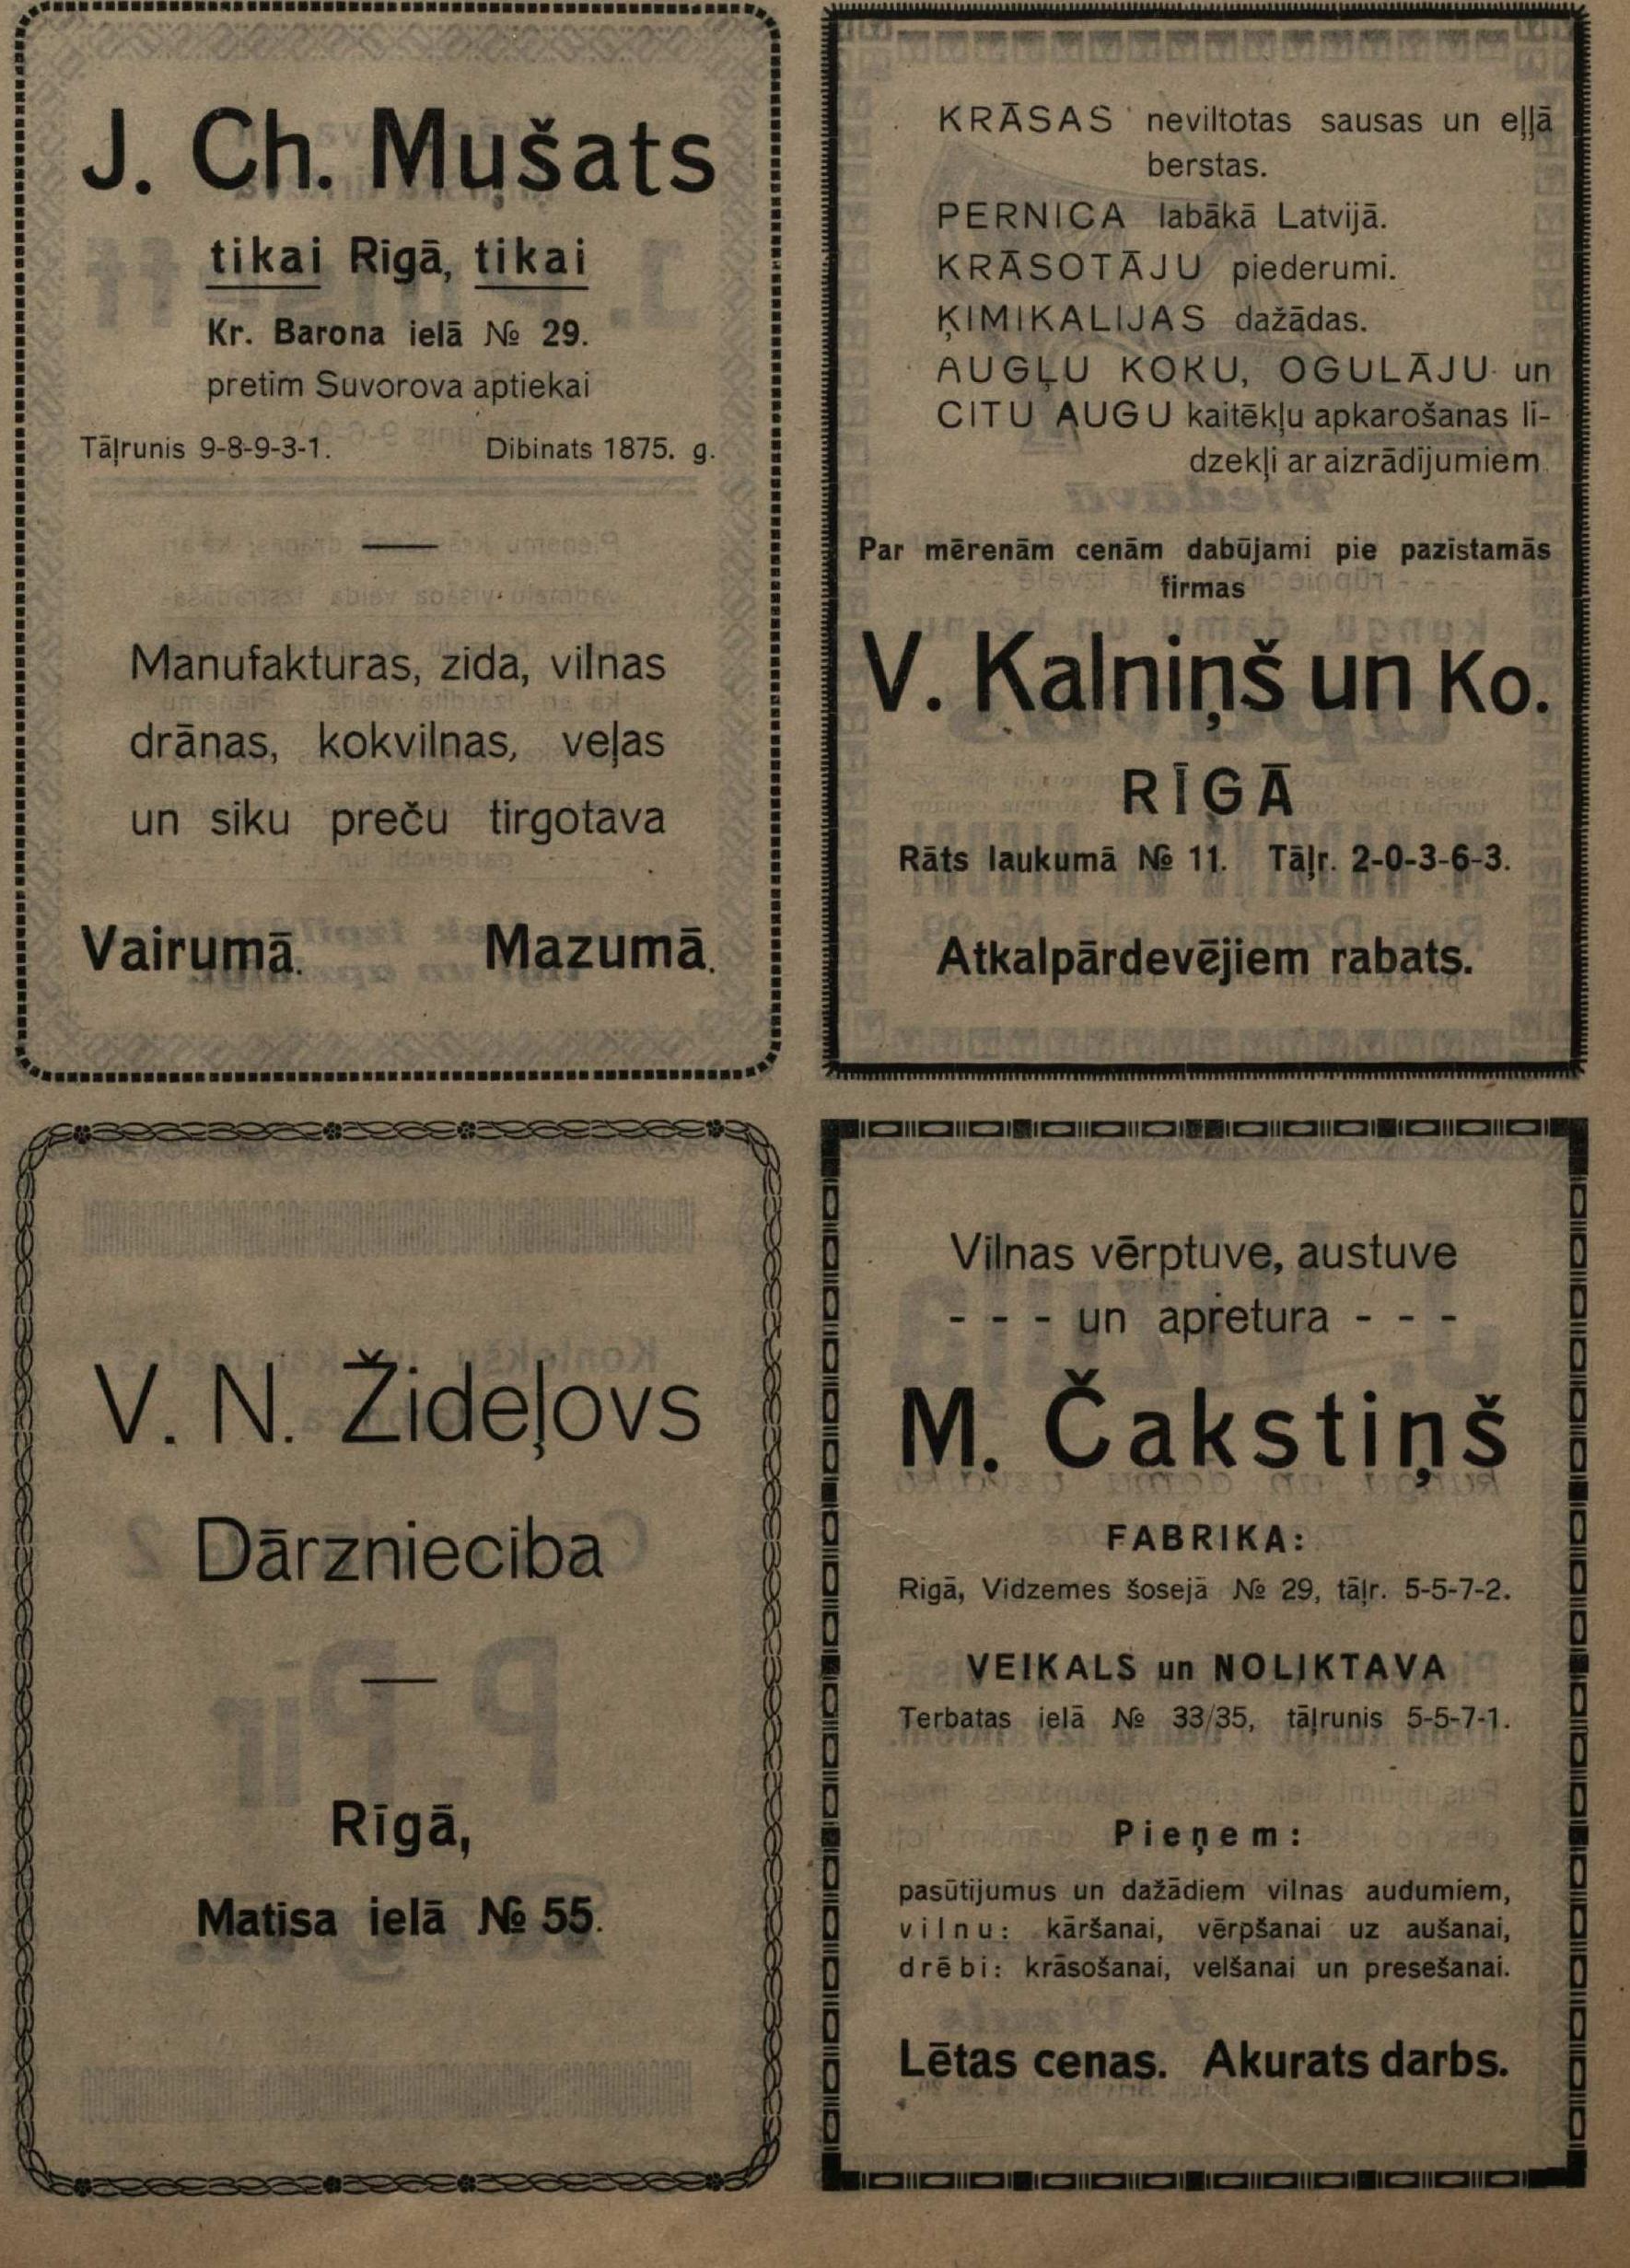 J. Ch. Mušats
tikai Rīgā, tikai
Kr. Barona ielā № 29.
pretim Suvorova aptiekai
Tāļrunis 9-8-9-3-1. Dibinats 1875. g.
Manufakturas, zida, vilnas
drānas, kokvilnas, veļas
un siku preču tirgotava
Vairumā. Mazumā.
KRĀSAS neviltotas sausas un eļļā
berstas.
PERNICA labākā Latvijā.
KRĀSOTĀJU piederumi.
ĶIMIKALIJAS dažādas.
AUGĻU KOKU, OGULĀJU un
CITU AUGU kaitēkļu apkarošanas li-
dzekļi ar aizrādījumiem
Par mērenām cenām dabūjami pie pazīstamās
firmas
V. Kalniņš un Ko.
RĪGĀ
Rāts laukumā № 11. Tāļr. 2-0-3-6-3.
Atkalpārdevējiem rabats.
V. N. Žideļovs
Dārznieciba
Rīgā,
Matisa ielā № 55.
Vilnas vērptuve, austuve
- - - un apretura - - -
M. Čakstiņš
FABRIKA:
Rigā, Vidzemes šosejā № 29, tāļr. 5-5-7-2.
VEIKALS un NOLIKTAVA
Terbatas ielā № 33/35, tāļrunis 5-5-7-1.
Pieņem:
pasūtijumus un dažādiem vilnas audumiem,
vilnu: kāršanai, vērpšanai uz aušanai,
drēbi: krāsošanai, velšanai un presešanai.
Lētas cenas. Akurats darbs.